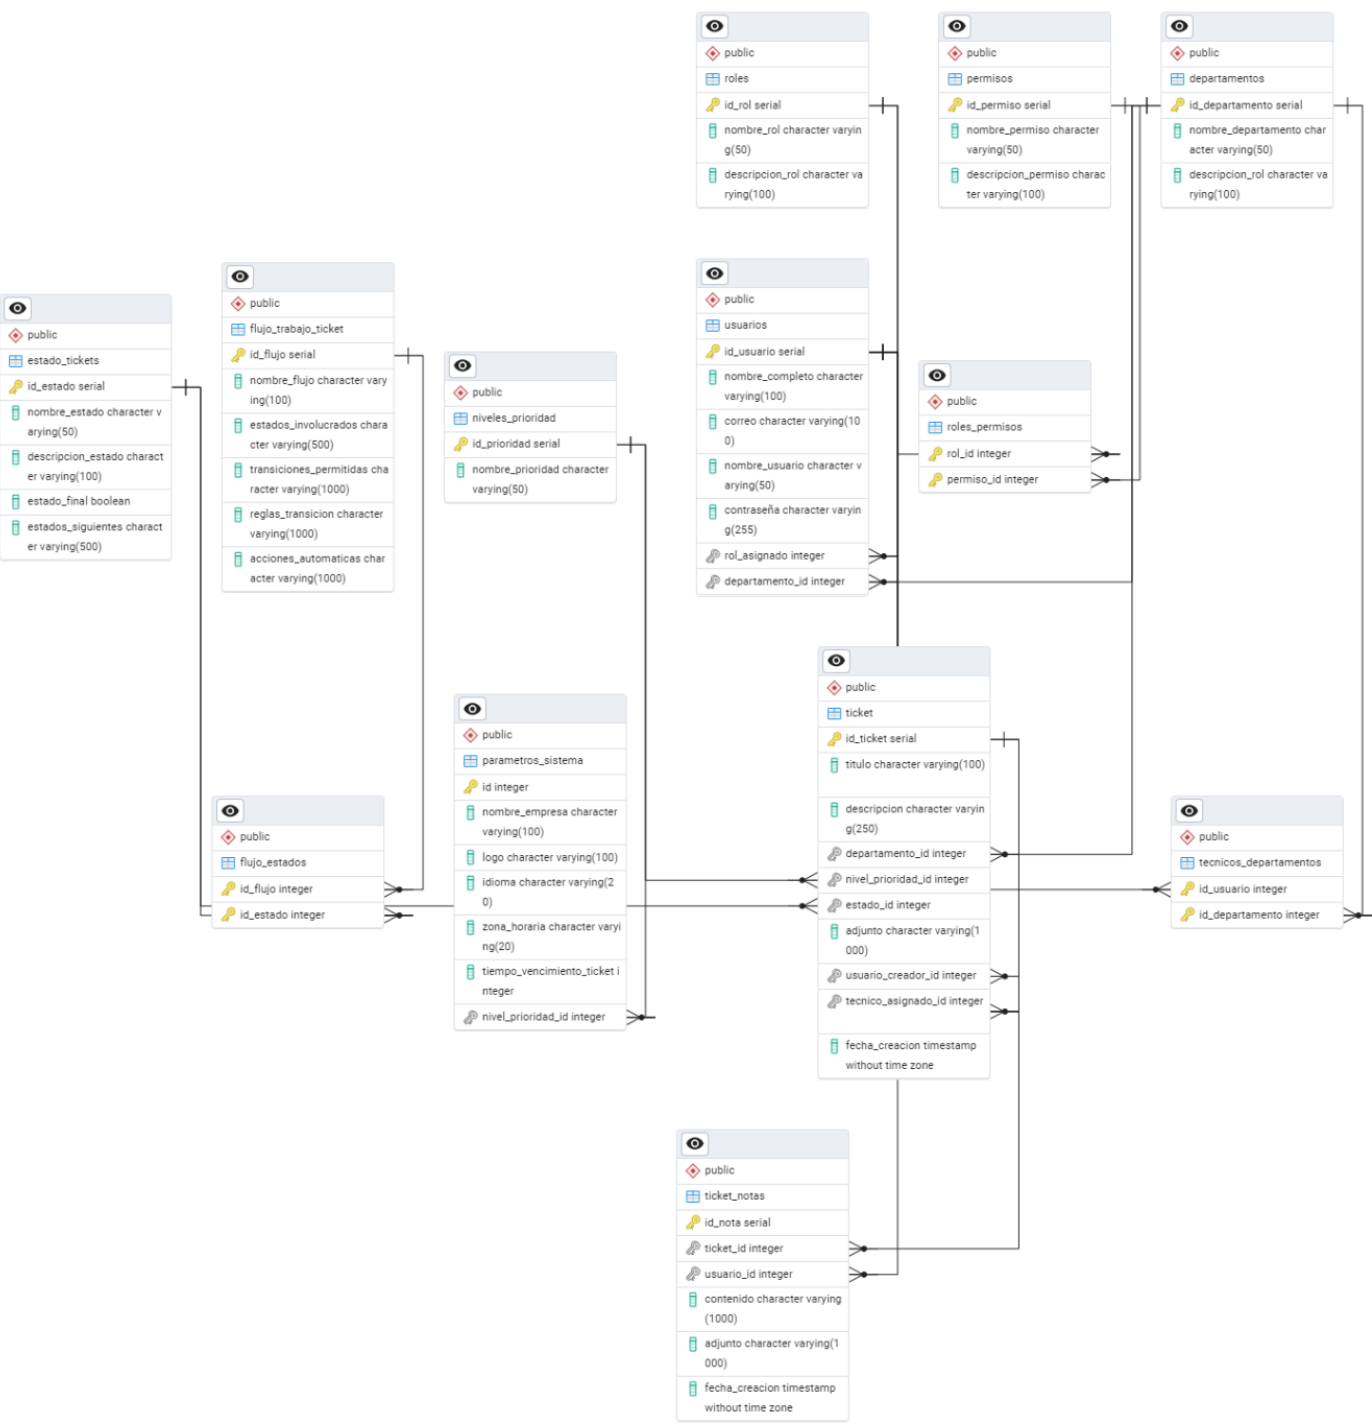 public
roles
id_rol serial
nombre_rol character varyin
g(50)
descripcion_rol character va
rying(100)
public
permisos
id_permiso serial
nombre_permiso character
varying(50)
descripcion_permiso charac
ter varying(100)
public
departamentos
id_departamento serial
nombre_departamento char
acter varying(50)
descripcion_rol character va
rying(100)
public
estado_tickets
id_estado serial
nombre_estado character v
arying(50)
descripcion_estado charact
er varying(100)
estado_final boolean
estados_siguientes charact
er varying(500)
public
flujo_trabajo_ticket
id_flujo serial
nombre_flujo character vary
ing(100)
estados_involucrados chara
cter varying(500)
transiciones_permitidas cha
racter varying(1000)
reglas_transicion character
varying(1000)
acciones_automaticas char
acter varying(1000)
public
niveles_prioridad
id_prioridad serial
nombre_prioridad character
varying(50)
public
usuarios
id_usuario serial
nombre_completo character
varying(100)
correo character varying(10
0)
nombre_usuario character v
arying(50)
contraseña character varyin
g(255)
rol_asignado integer
departamento_id integer
public
roles_permisos
rol_id integer
permiso_id integer
public
flujo_estados
id_flujo integer
id_estado integer
public
parametros_sistema
id integer
nombre_empresa character
varying(100)
logo character varying(100)
idioma character varying(2
0)
zona_horaria character varyi
ng(20)
tiempo_vencimiento_ticket i
nteger
nivel_prioridad_id integer
public
ticket
id_ticket serial
titulo character varying(100)
descripcion character varyin
g(250)
departamento_id integer
nivel_prioridad_id integer
estado_id integer
adjunto character varying(1
000)
usuario_creador_id integer
tecnico_asignado_id integer
fecha_creacion timestamp
without time zone
public
tecnicos_departamentos
id_usuario integer
id_departamento integer
public
ticket_notas
id_nota serial
ticket_id integer
usuario_id integer
contenido character varying
(1000)
adjunto character varying(1
000)
fecha_creacion timestamp
without time zone